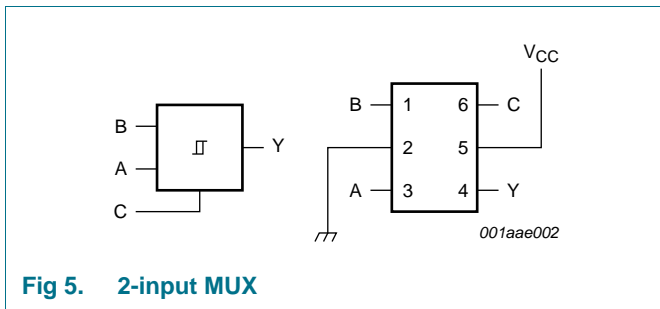 VCC
B 1 6 C
B
Y
2 5
A
A 3 4 Y
C
001aae002
Fig 5. 2-input MUX